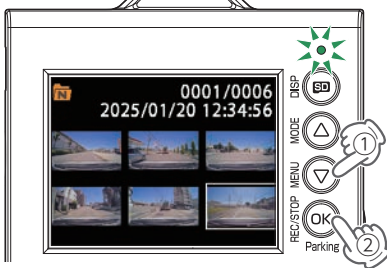 N
0001/0006
2025/01/20 12:34:56
DISP
SD
MODE
MENU
①
REC/STOP
OK
Parking
②